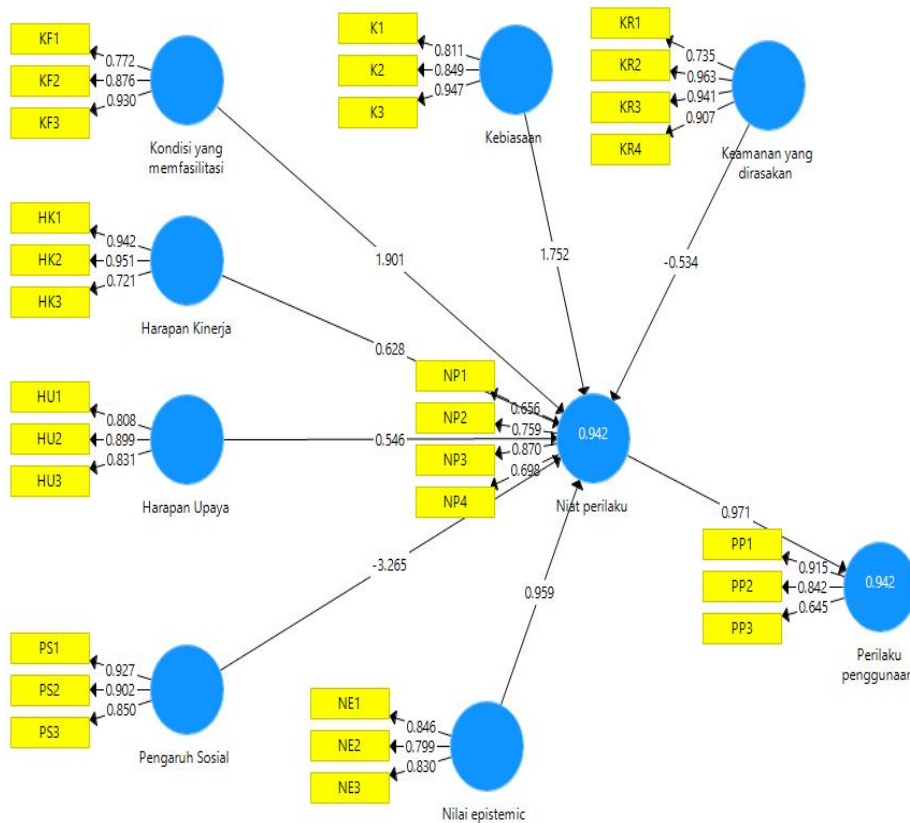 KF1
0.772
KF2
0.876
KF3
0.930
Kondisi yang
memfasilitasi
K1
0.811
K2
0.849
K3
0.947
Kebiasaan
KR1
0.735
KR2
0.963
KR3
0.941
KR4
0.907
Keamanan yang
dirasakan
1.901
1.752
-0.534
HK1
0.942
HK2
0.951
HK3
0.721
Harapan Kinerja
0.628
HU1
0.808
HU2
0.899
HU3
0.831
Harapan Upaya
0.546
NP1
0.656
NP2
0.759
NP3
0.870
NP4
0.698
0.942
Niat perilaku
-3.265
0.959
0.971
PP1
0.915
PP2
0.842
PP3
0.645
0.942
Perilaku
penggunaan
PS1
0.927
PS2
0.902
PS3
0.850
Pengaruh Sosial
NE1
0.846
NE2
0.799
NE3
0.830
Nilai epistemic